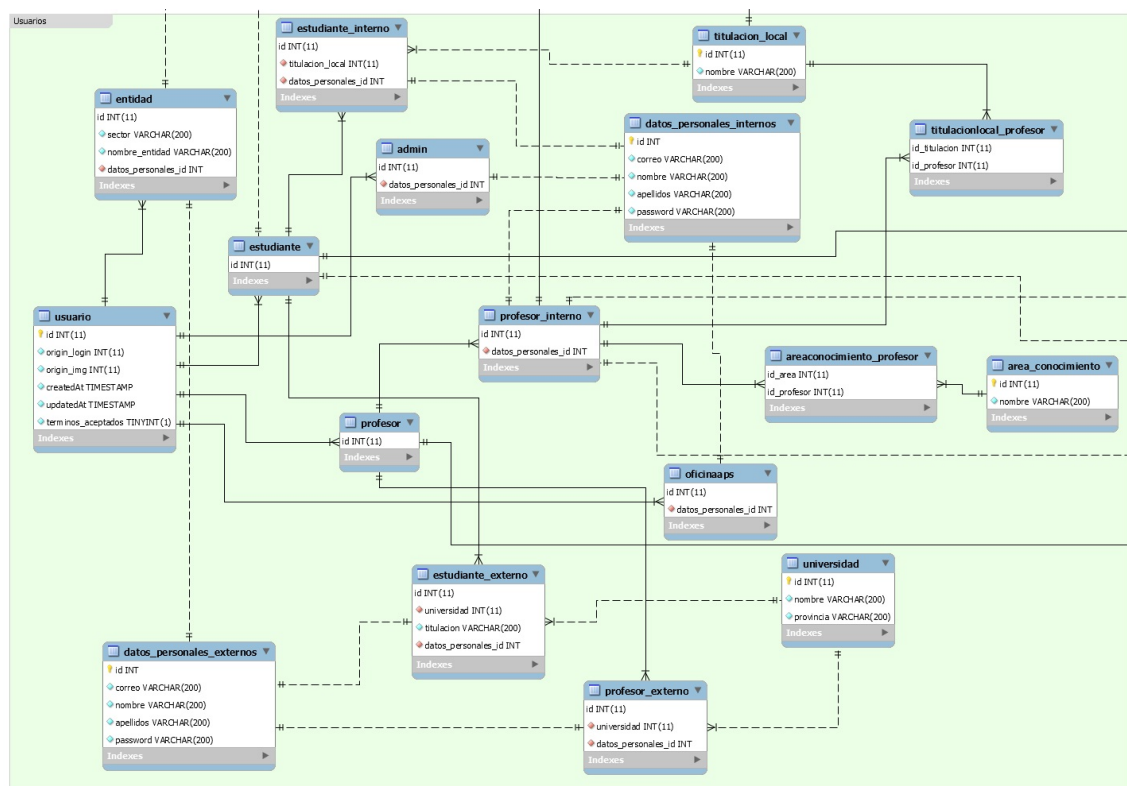 Usuarios
estudiante_interno
id INT(11)
titulacion_local INT(11)
datos_personales_id INT
Indexes
titulacion_local
id INT(11)
nombre VARCHAR(200)
Indexes
entidad
id INT(11)
sector VARCHAR(200)
nombre_entidad VARCHAR(200)
datos_personales_id INT
Indexes
datos_personales_internos
id INT
correo VARCHAR(200)
nombre VARCHAR(200)
apellidos VARCHAR(200)
password VARCHAR(200)
Indexes
titulacionlocal_profesor
id_titulacion INT(11)
id_profesor INT(11)
Indexes
admin
id INT(11)
datos_personales_id INT
Indexes
estudiante
id INT(11)
Indexes
usuario
id INT(11)
origin_login INT(11)
origin_img INT(11)
createdAt TIMESTAMP
updatedAt TIMESTAMP
terminos_aceptados TINYINT(1)
Indexes
profesor_interno
id INT(11)
datos_personales_id INT
Indexes
areaconocimiento_profesor
id_area INT(11)
id_profesor INT(11)
Indexes
area_conocimiento
id INT(11)
nombre VARCHAR(200)
Indexes
profesor
id INT(11)
Indexes
oficinaaps
id INT(11)
datos_personales_id INT
Indexes
estudiante_externo
id INT(11)
universidad INT(11)
titulacion VARCHAR(200)
datos_personales_id INT
Indexes
universidad
id INT(11)
nombre VARCHAR(200)
provincia VARCHAR(200)
Indexes
datos_personales_externos
id INT
correo VARCHAR(200)
nombre VARCHAR(200)
apellidos VARCHAR(200)
password VARCHAR(200)
Indexes
profesor_externo
id INT(11)
universidad INT(11)
datos_personales_id INT
Indexes